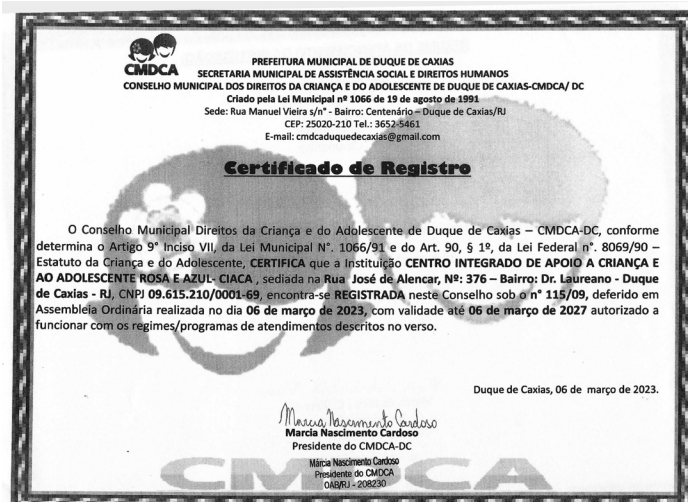 CMDCA
PREFEITURA MUNICIPAL DE DUQUE DE CAXIAS
SECRETARIA MUNICIPAL DE ASSISTÊNCIA SOCIAL E DIREITOS HUMANOS
CONSELHO MUNICIPAL DOS DIREITOS DA CRIANÇA E DO ADOLESCENTE DE DUQUE DE CAXIAS-CMDCA/ DC
Criado pela Lei Municipal nº 1066 de 19 de agosto de 1991
Sede: Rua Manuel Vieira s/n° - Bairro: Centenário – Duque de Caxias/RJ
CEP: 25020-210 Tel.: 3652-5461
E-mail: cmdcaduquedecaxias@gmail.com
Certificado de Registro
O Conselho Municipal Direitos da Criança e do Adolescente de Duque de Caxias – CMDCA-DC, conforme
determina o Artigo 9° Inciso VII, da Lei Municipal N°. 1066/91 e do Art. 90, § 1º, da Lei Federal n°. 8069/90 –
Estatuto da Criança e do Adolescente, CERTIFICA que a Instituição CENTRO INTEGRADO DE APOIO A CRIANÇA E
AO ADOLESCENTE ROSA E AZUL- CIACA , sediada na Rua José de Alencar, Nº: 376 – Bairro: Dr. Laureano - Duque
de Caxias - RJ, CNPJ 09.615.210/0001-69, encontra-se REGISTRADA neste Conselho sob o n° 115/09, deferido em
Assembleia Ordinária realizada no dia 06 de março de 2023, com validade até 06 de março de 2027 autorizado a
funcionar com os regimes/programas de atendimentos descritos no verso.
Duque de Caxias, 06 de março de 2023.
Marcia Nascimento Cardoso
Marcia Nascimento Cardoso
Presidente do CMDCA-DC
Márcia Nascimento Cardoso
Presidente do CMDCA
OAB/RJ - 208230
CMDCA